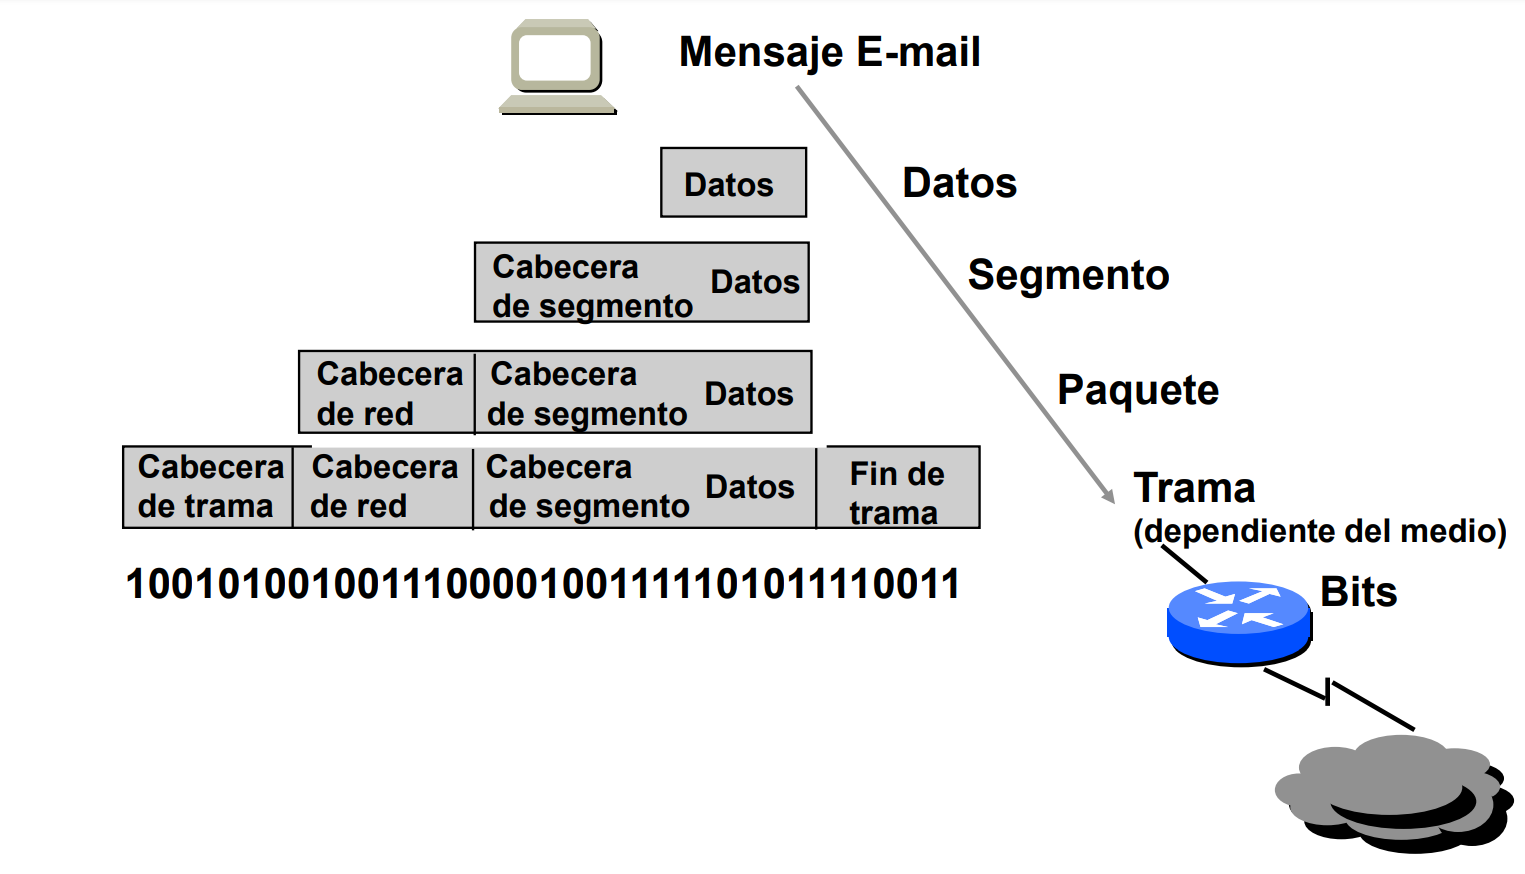 Mensaje E-mail
Datos
Datos
Cabecera
de segmento
Datos
Segmento
Cabecera
de red
Cabecera
de segmento
Datos
Paquete
Cabecera
de trama
Cabecera
de red
Cabecera
de segmento
Datos
Fin de
trama
Trama
(dependiente del medio)
1001010010011100001001111101011110011
Bits